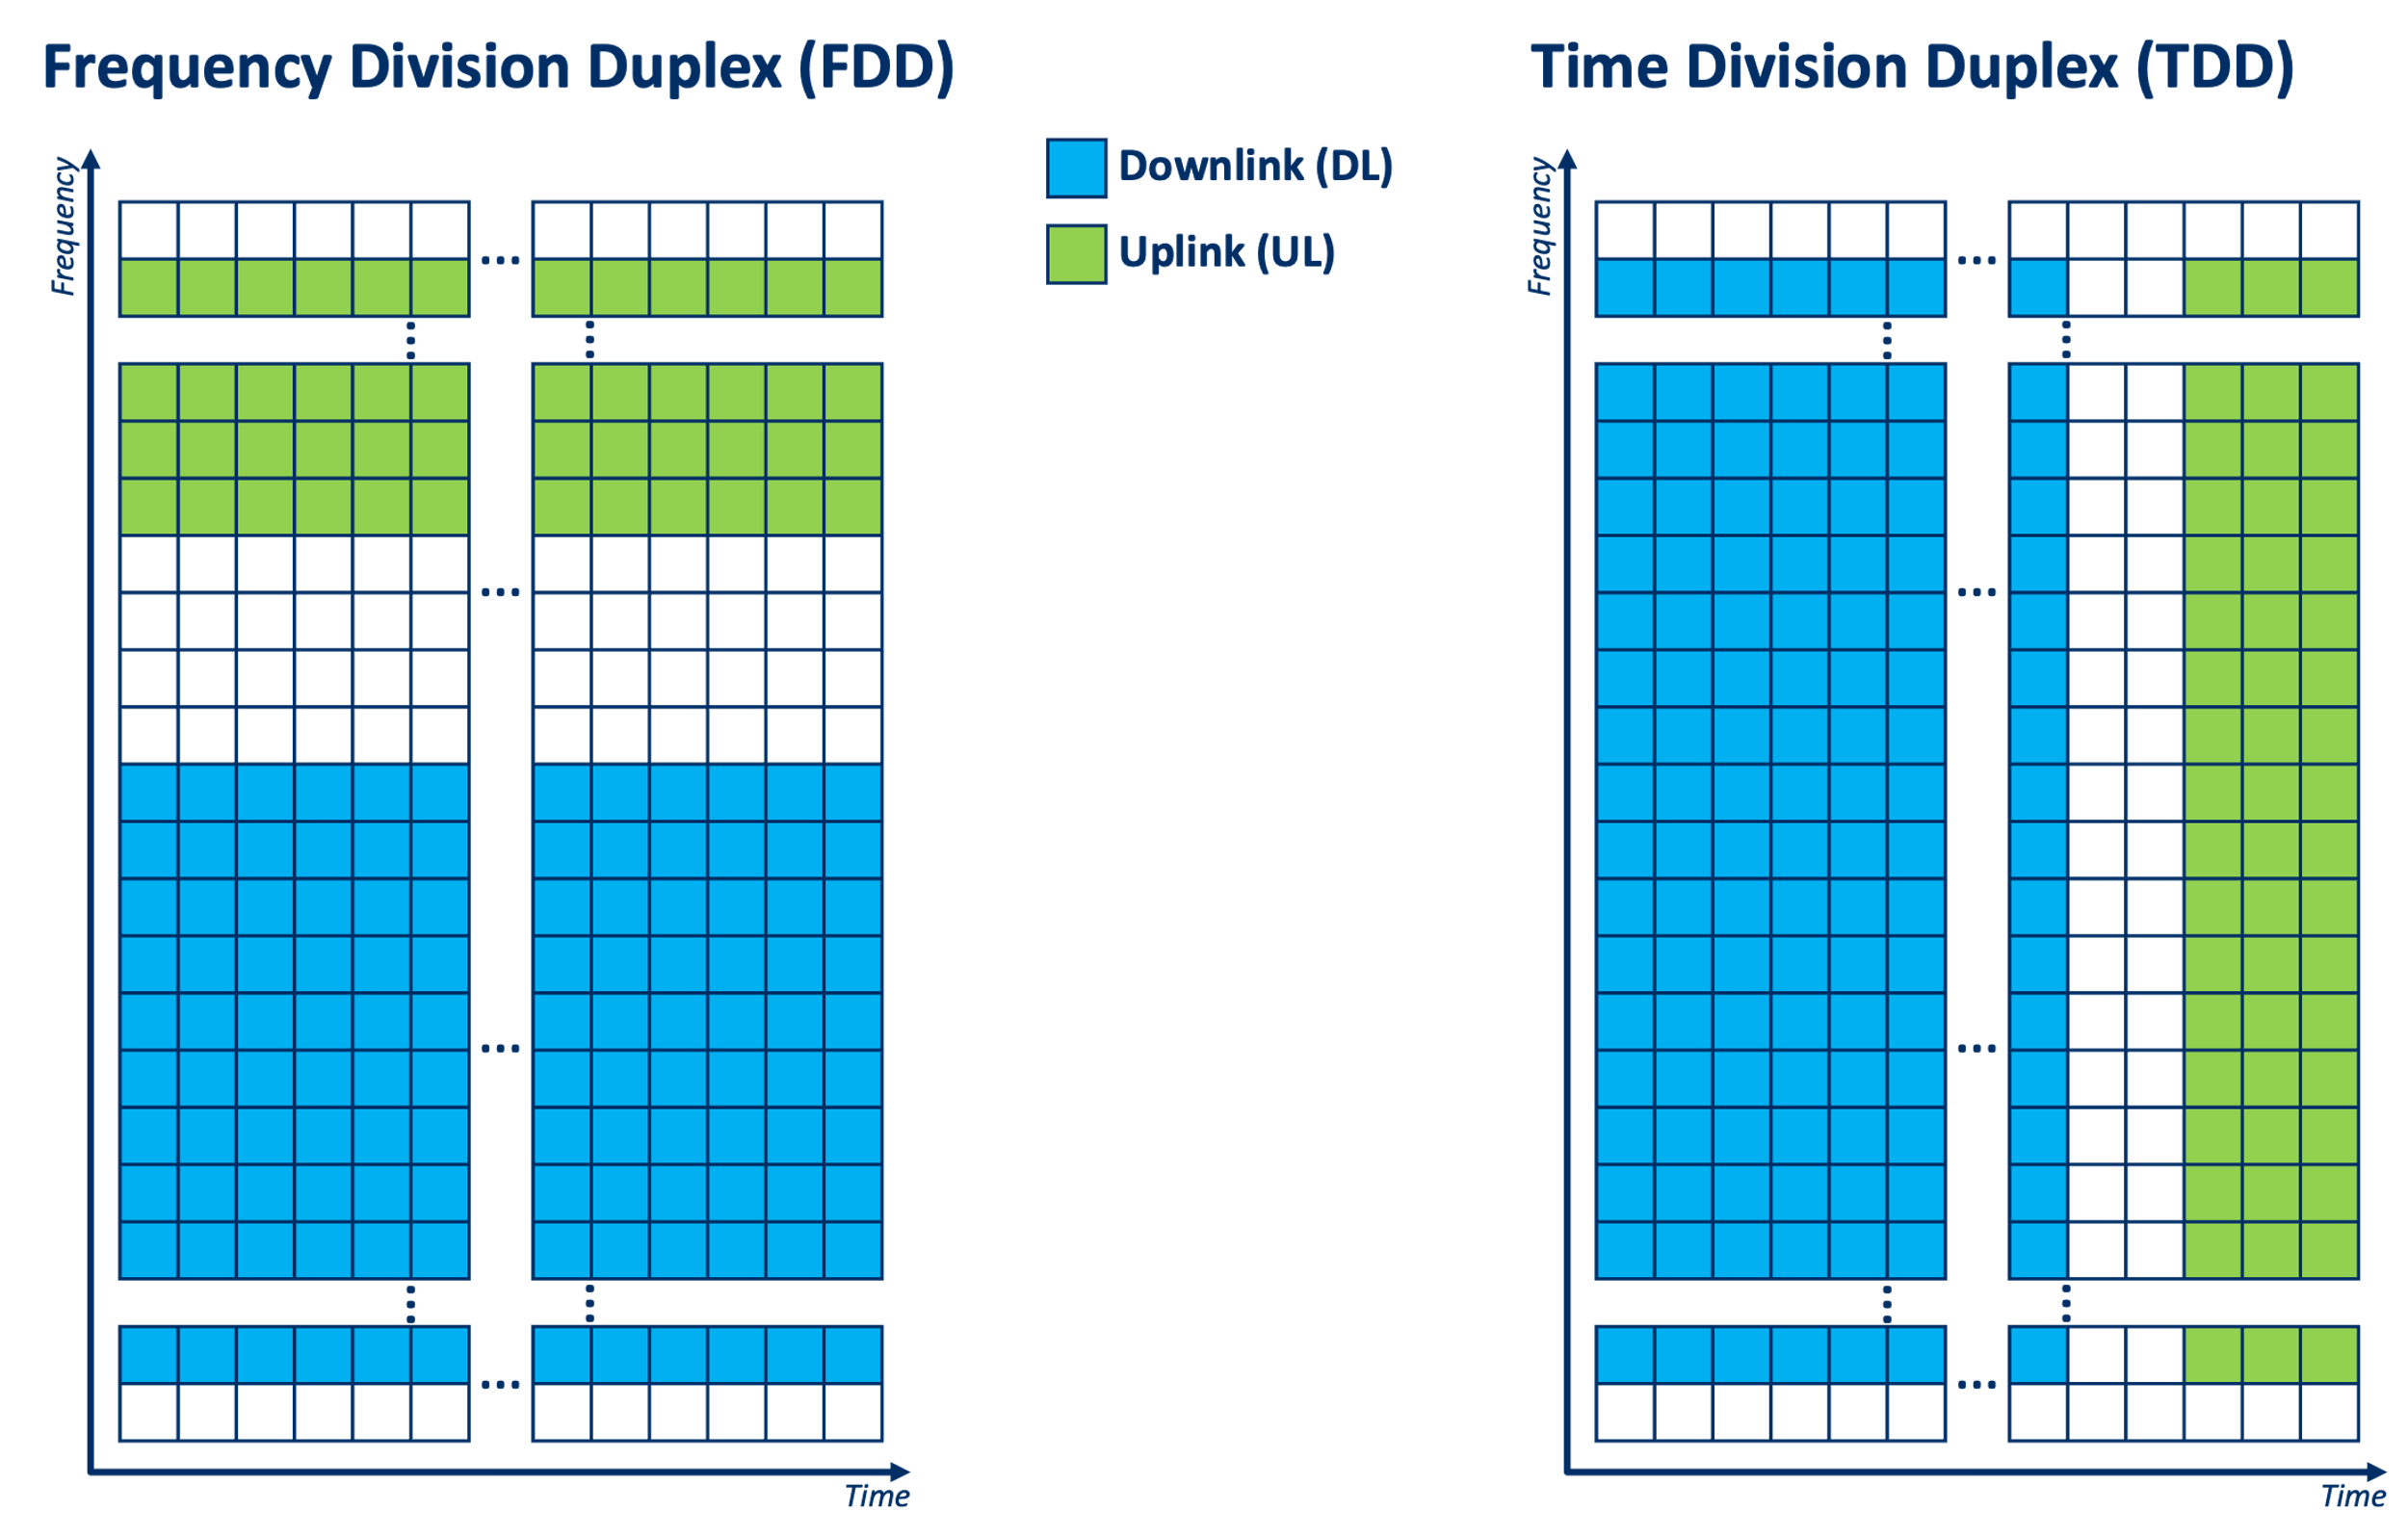 Frequency Division Duplex (FDD)
Time Division Duplex (TDD)
Frequency
Downlink (DL)
Uplink (UL)
Frequency
Time
Time